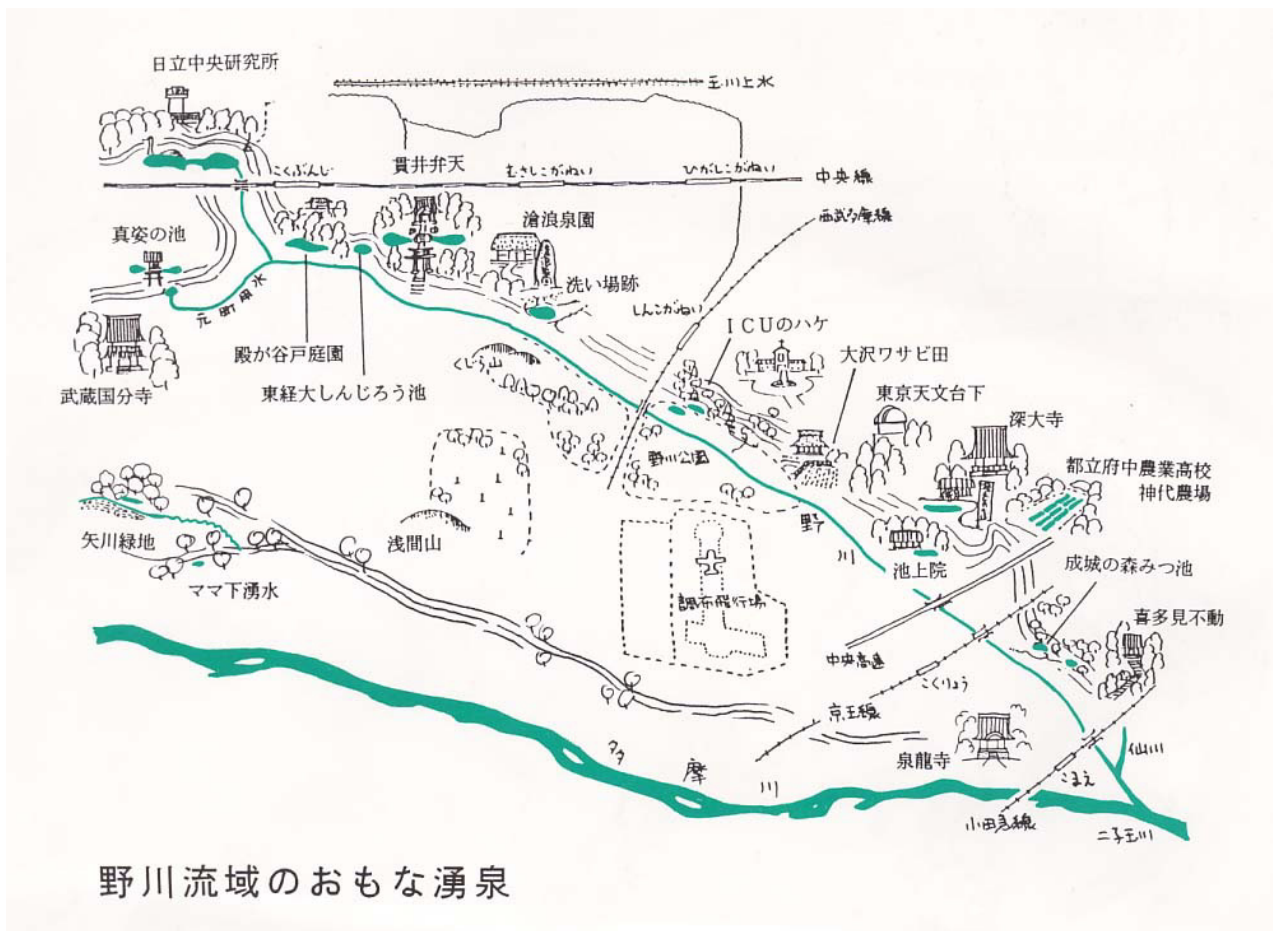 日立中央研究所
玉川上水
こくぶんじ
貫井弁天
むさしこがねい
ひがしこがねい
中央線
真姿の池
滄浪泉園
西武多摩線
洗い場跡
元町用水
しんこがねい
武蔵国分寺
殿が谷戸庭園
東経大しんじろう池
くじら山
ICUのハケ
大沢ワサビ田
東京天文台下
深大寺
野川公園
都立府中農業高校
神代農場
矢川緑地
浅間山
野川
池上院
成城の森みつ池
ママ下湧水
調布飛行場
喜多見不動
中央高速
こくりょう
京王線
泉龍寺
仙川
多摩川
こまえ
小田急線
二子玉川
野川流域のおもな湧泉